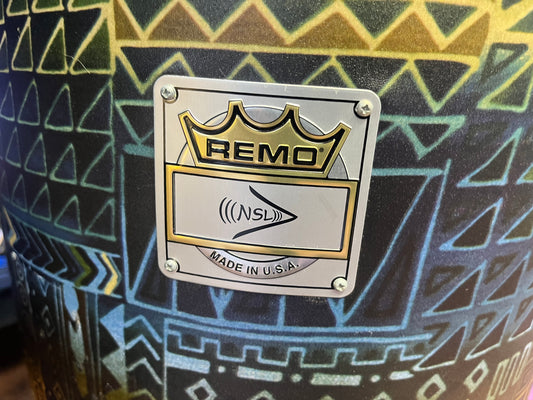 REMO
(((NSL)))
MADE IN U.S.A.